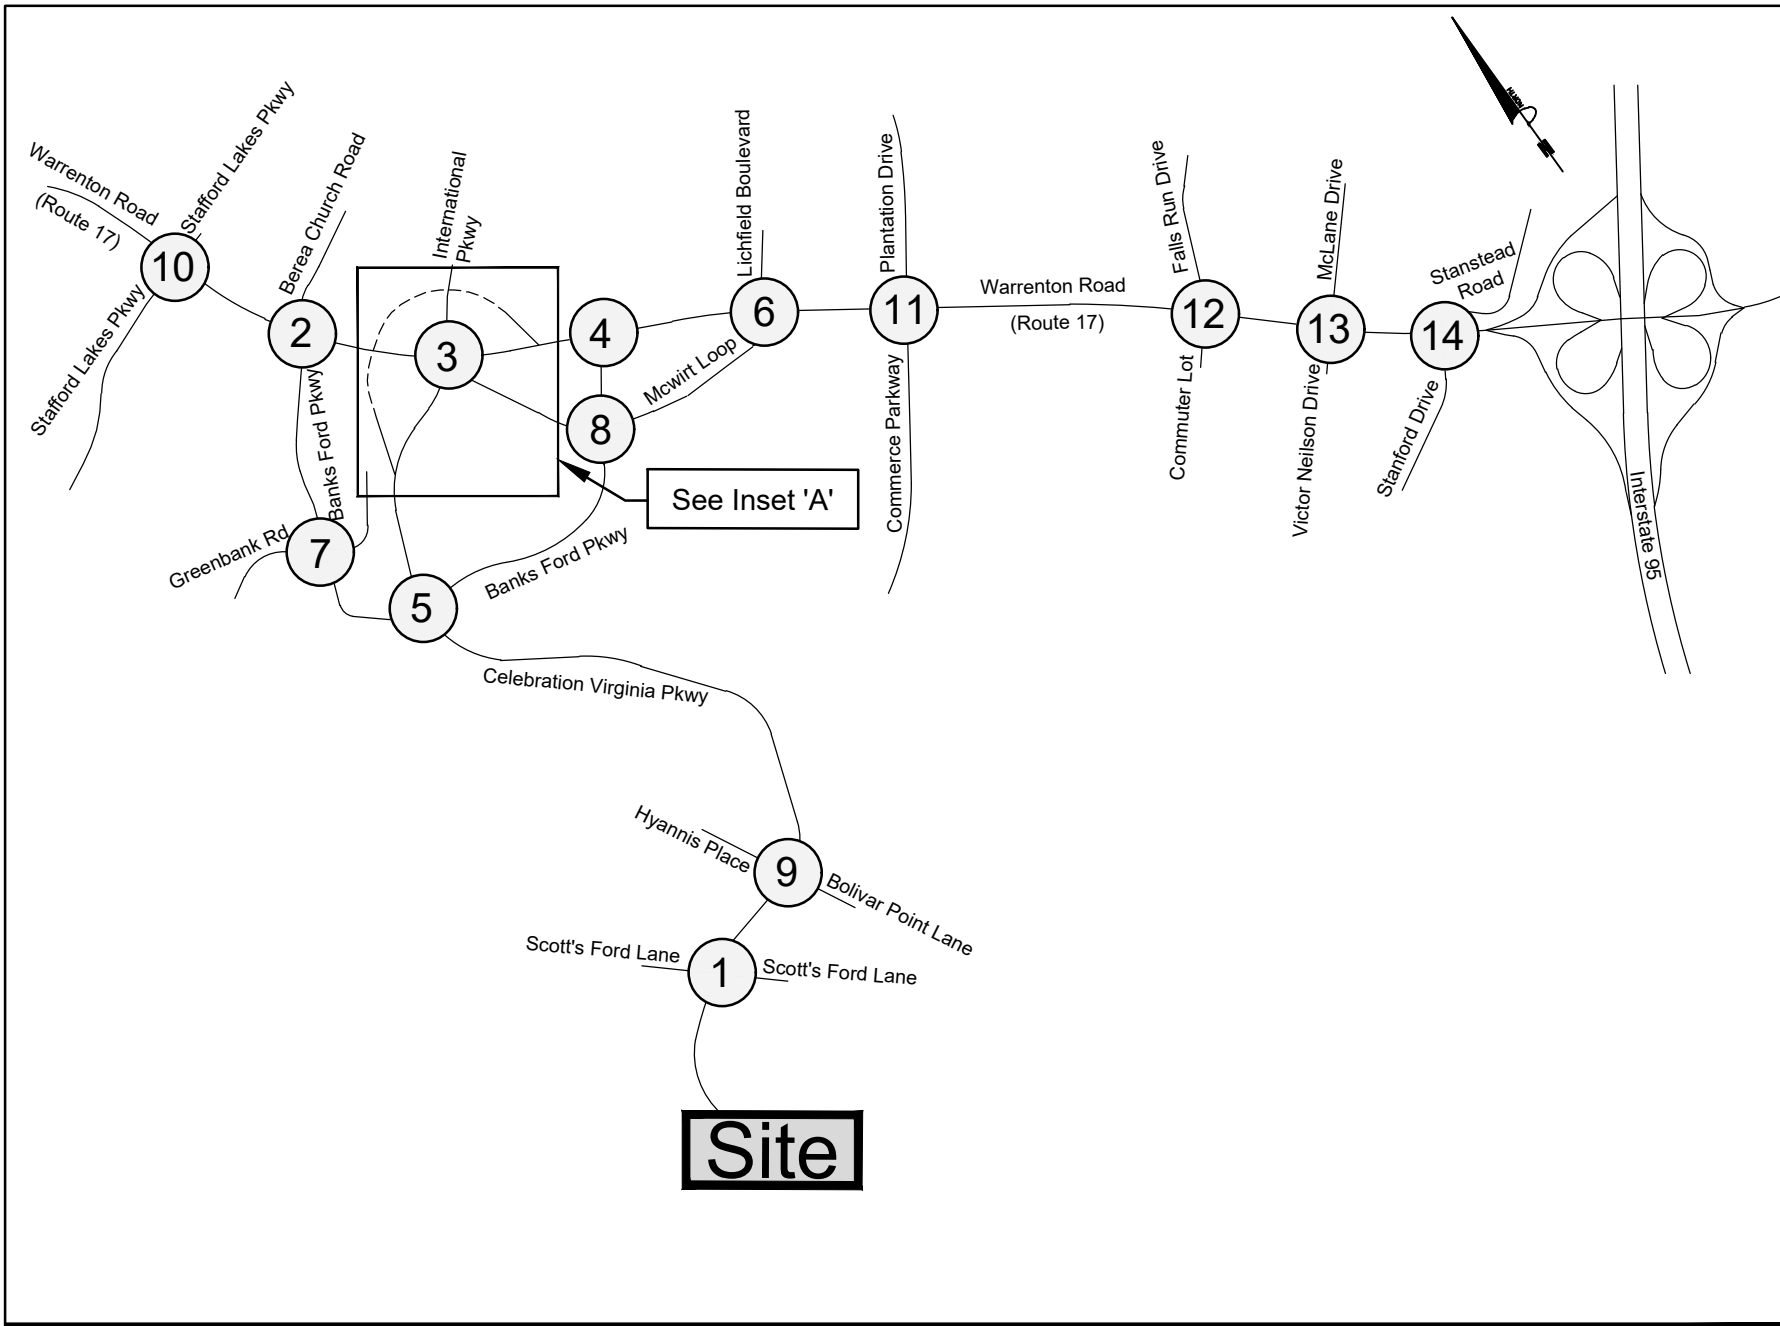 Warrenton Road
(Route 17)
Stafford Lakes Pkwy
10
Stafford Lakes Pkwy
Berea Church Road
2
Banks Ford Pkwy
International
Pkwy
3
4
Lichfield Boulevard
6
Mcwirt Loop
8
See Inset 'A'
Plantation Drive
11
Commerce Parkway
Warrenton Road
(Route 17)
Falls Run Drive
12
Commuter Lot
McLane Drive
13
Victor Neilson Drive
Stanstead
Road
14
Stanford Drive
Interstate 95
NORTH
Greenbank Rd
7
5
Banks Ford Pkwy
Celebration Virginia Pkwy
Hyannis Place
9
Bolivar Point Lane
Scott's Ford Lane
1
Scott's Ford Lane
Site